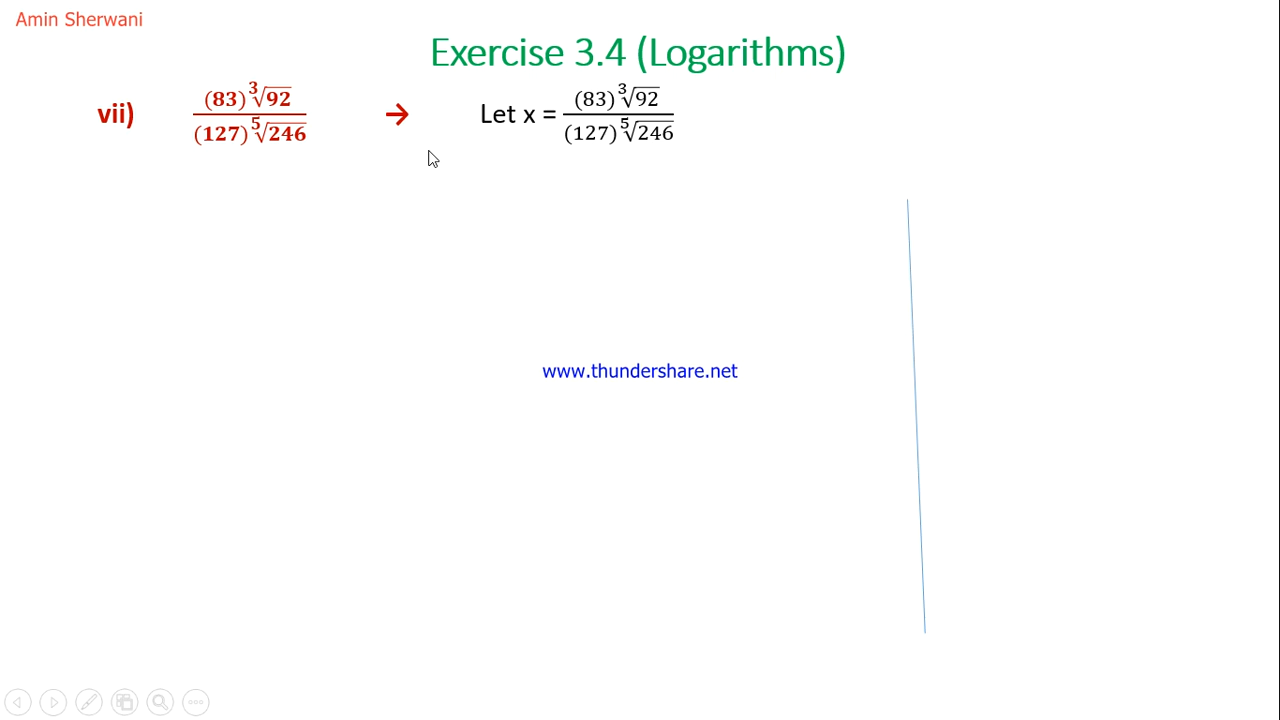 Amin Sherwani
Exercise 3.4 (Logarithms)
vii) (83)∛92 / (127)⁵√246 → Let x = (83)∛92 / (127)⁵√246
www.thundershare.net